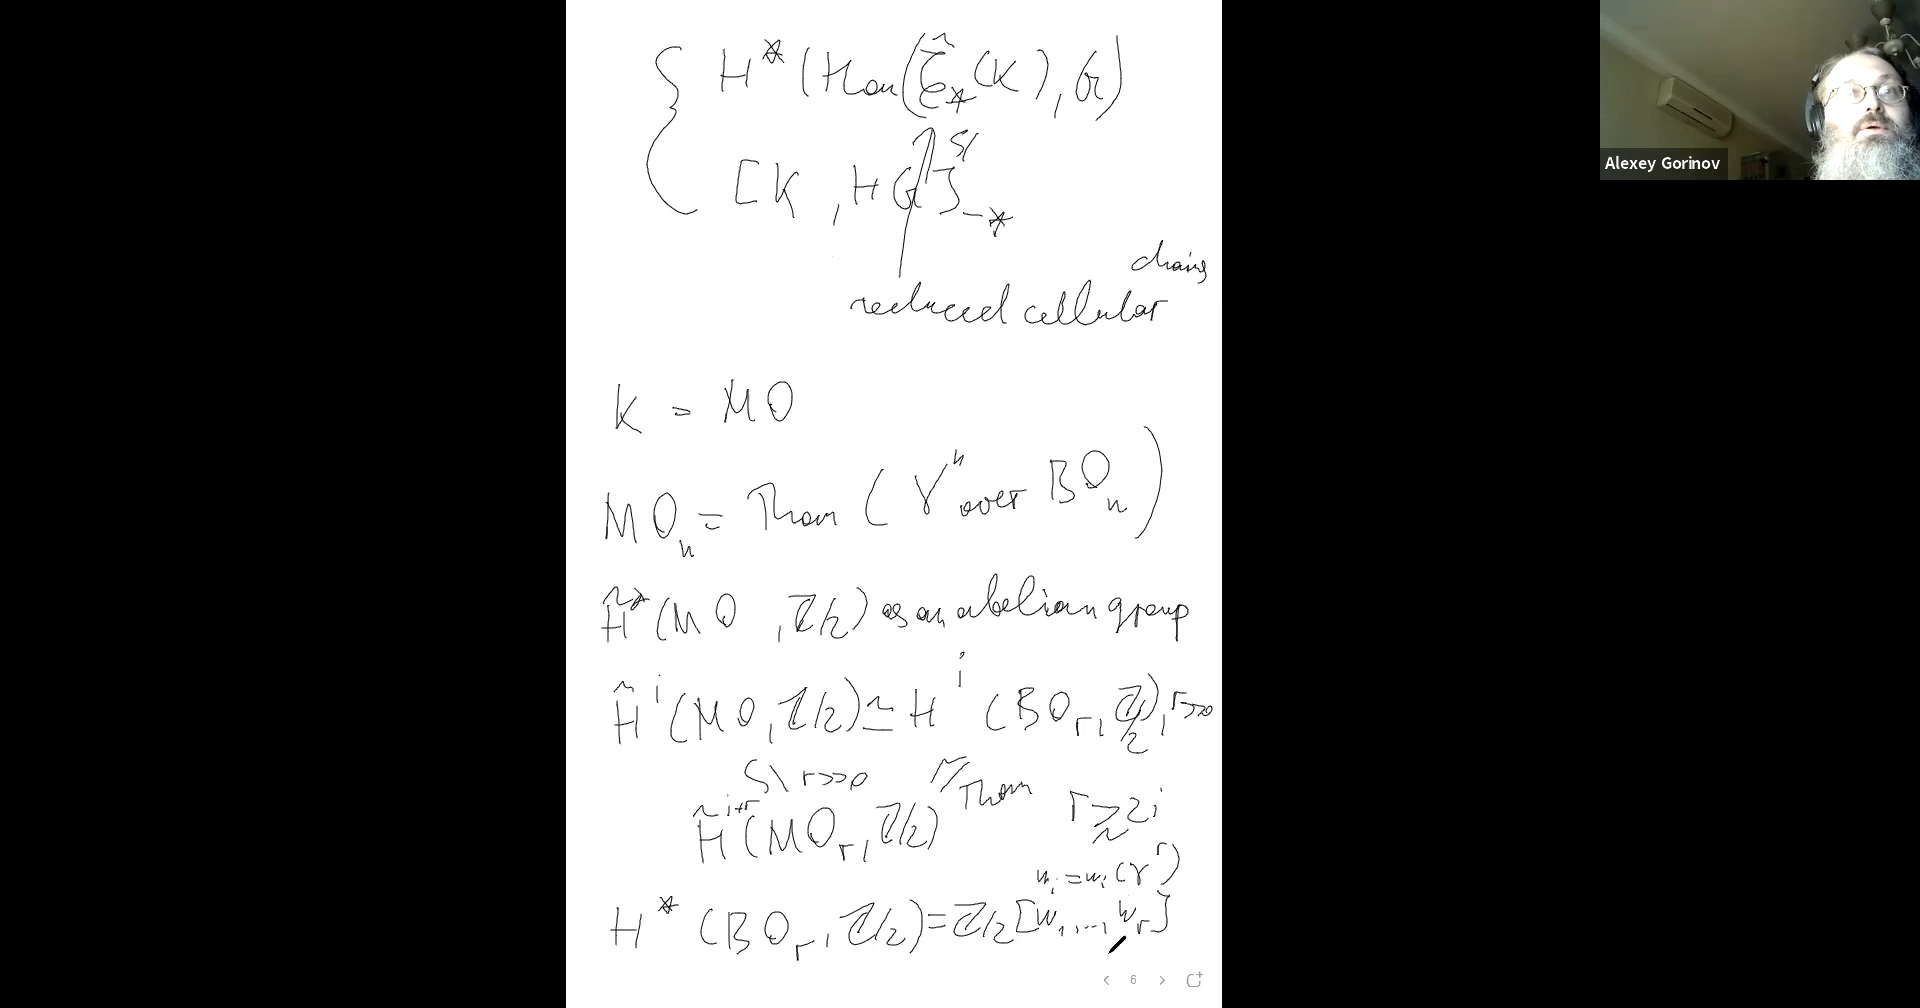 H^* (Hom(C̃_*(K), G)
[K, HG]_{-*}
chains
reduced cellular
K = MO
MO_n = Thom (γ^n over BO_n)
H̃^*(MO, Z/2) as an abelian group
H̃^i(MO, Z/2) ≃ H^i(BO_r, Z/2), r>>0
S| r>>0 ~/ Thom r ≳ 2i
H̃^{i+r}(MO_r, Z/2)
w_i = w_i(γ^r)
H^*(BO_r, Z/2) = Z/2[w_1, ..., w_r]
6
Alexey Gorinov